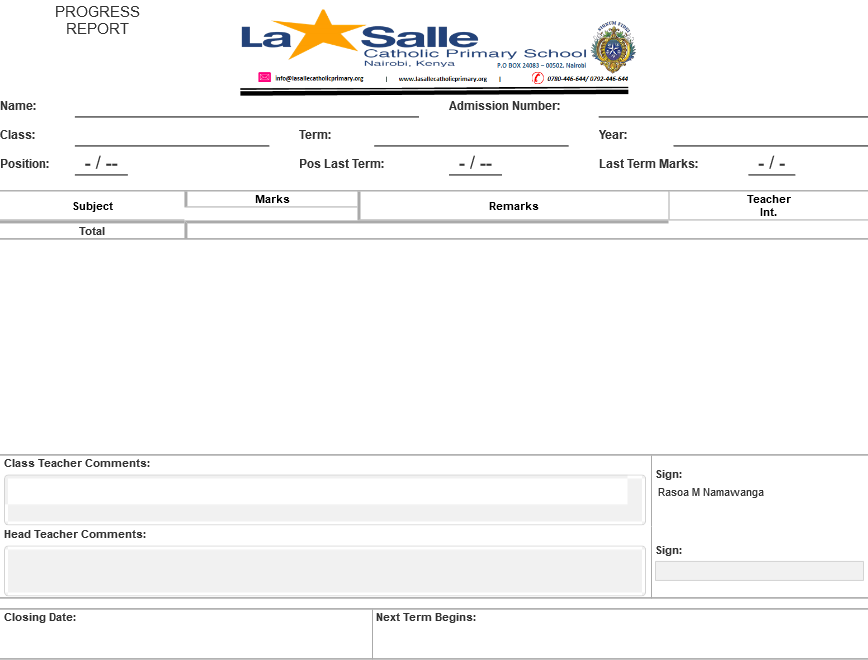 PROGRESS
REPORT
La Salle
Catholic Primary School
Nairobi, Kenya
P.O BOX 24083 – 00502, Nairobi
info@lasallecatholicprimary.org | www.lasallecatholicprimary.org | 0780-446-644/ 0792-446-644
Name: Admission Number:
Class: Term: Year:
Position: - / -- Pos Last Term: - / -- Last Term Marks: - / -
Subject Marks Remarks Teacher
Int.
Total
Class Teacher Comments:
Sign:
Rasoa M Namawanga
Head Teacher Comments:
Sign:
Closing Date: Next Term Begins: